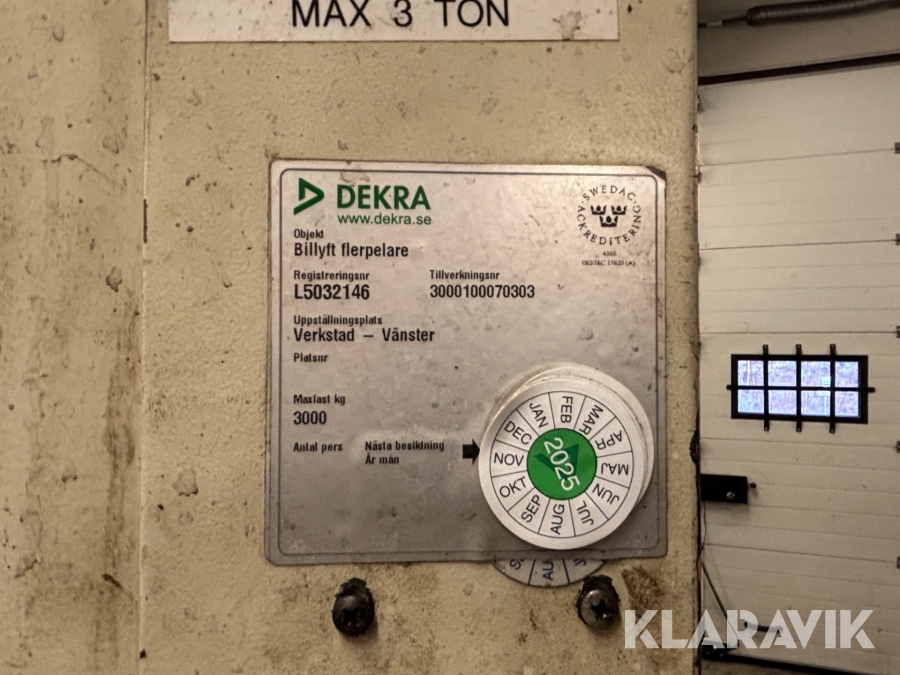 MAX 3 TON
DEKRA
www.dekra.se
SWEDAC
ACKREDITERING
ISO/IEC 17020 (A)
Objekt
Billyft flerpelare
Registreringsnr Tillverkningsnr
L5032146 3000100070303
Uppställningsplats
Verkstad – Vänster
Platsnr
Maxlast kg
3000
Antal pers Nästa besiktning
År mån
JAN FEB MAR APR MAJ JUN JUL AUG SEP OKT NOV DEC
2025
AU
KLARAVIK